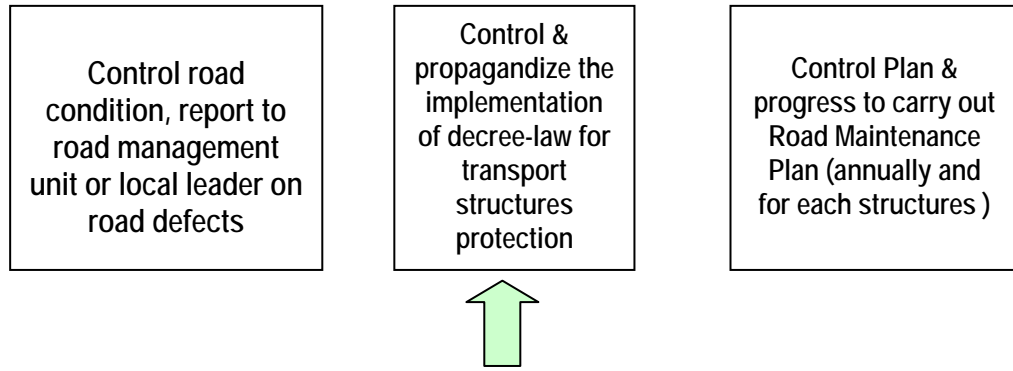 Control road
condition, report to
road management
unit or local leader on
road defects
Control &
propagandize the
implementation
of decree-law for
transport
structures
protection
Control Plan &
progress to carry out
Road Maintenance
Plan (annually and
for each structures )